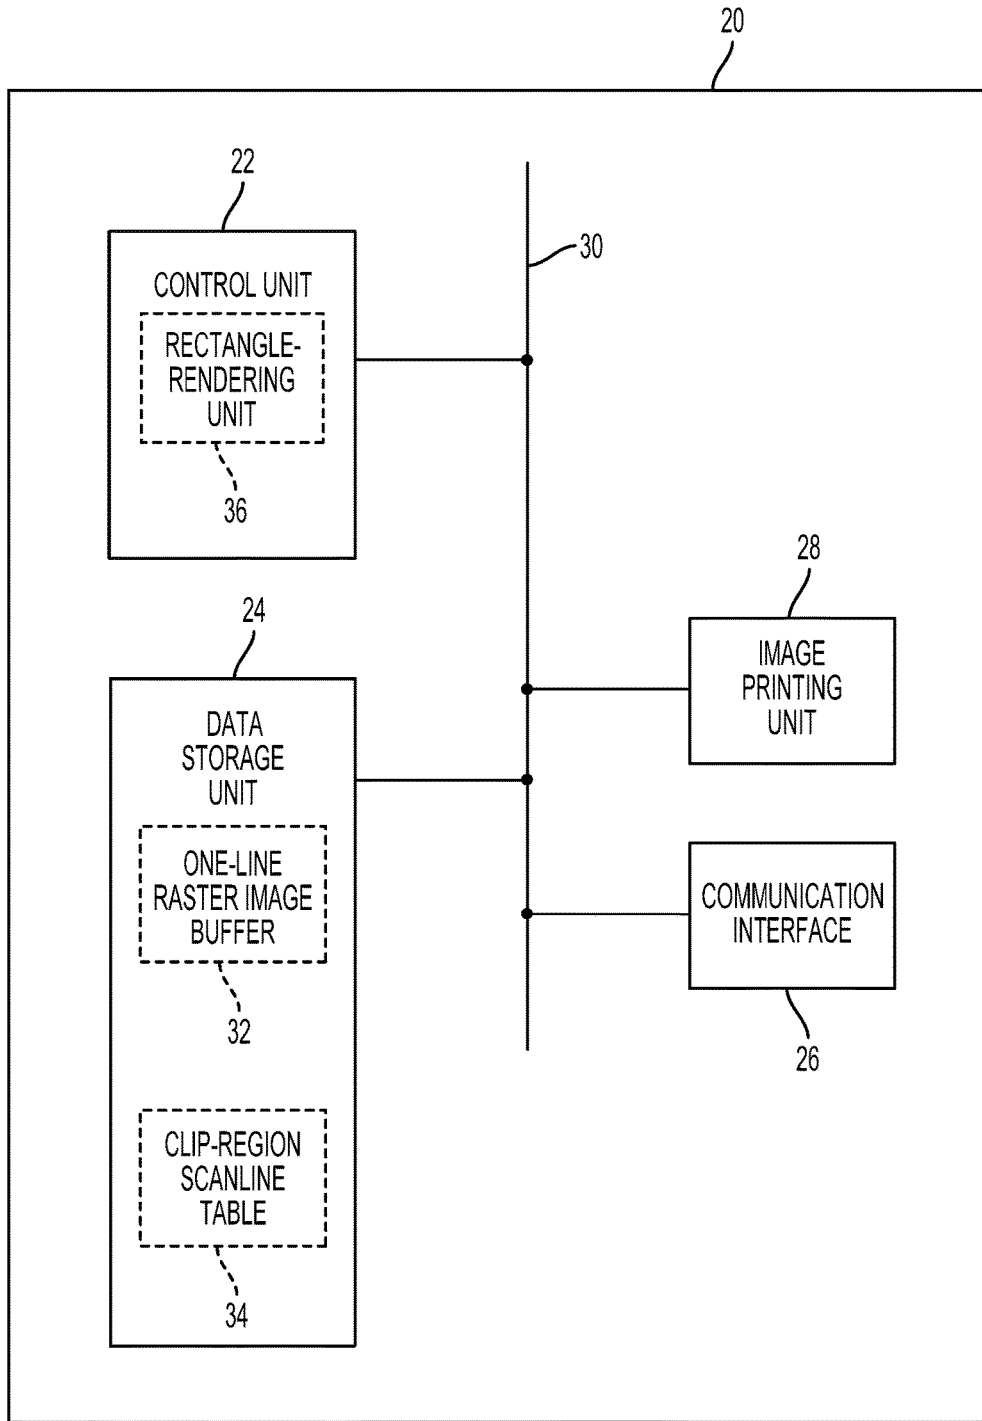 20
22
CONTROL UNIT
RECTANGLE-
RENDERING
UNIT
36
30
24
DATA
STORAGE
UNIT
ONE-LINE
RASTER IMAGE
BUFFER
32
CLIP-REGION
SCANLINE
TABLE
34
28
IMAGE
PRINTING
UNIT
COMMUNICATION
INTERFACE
26